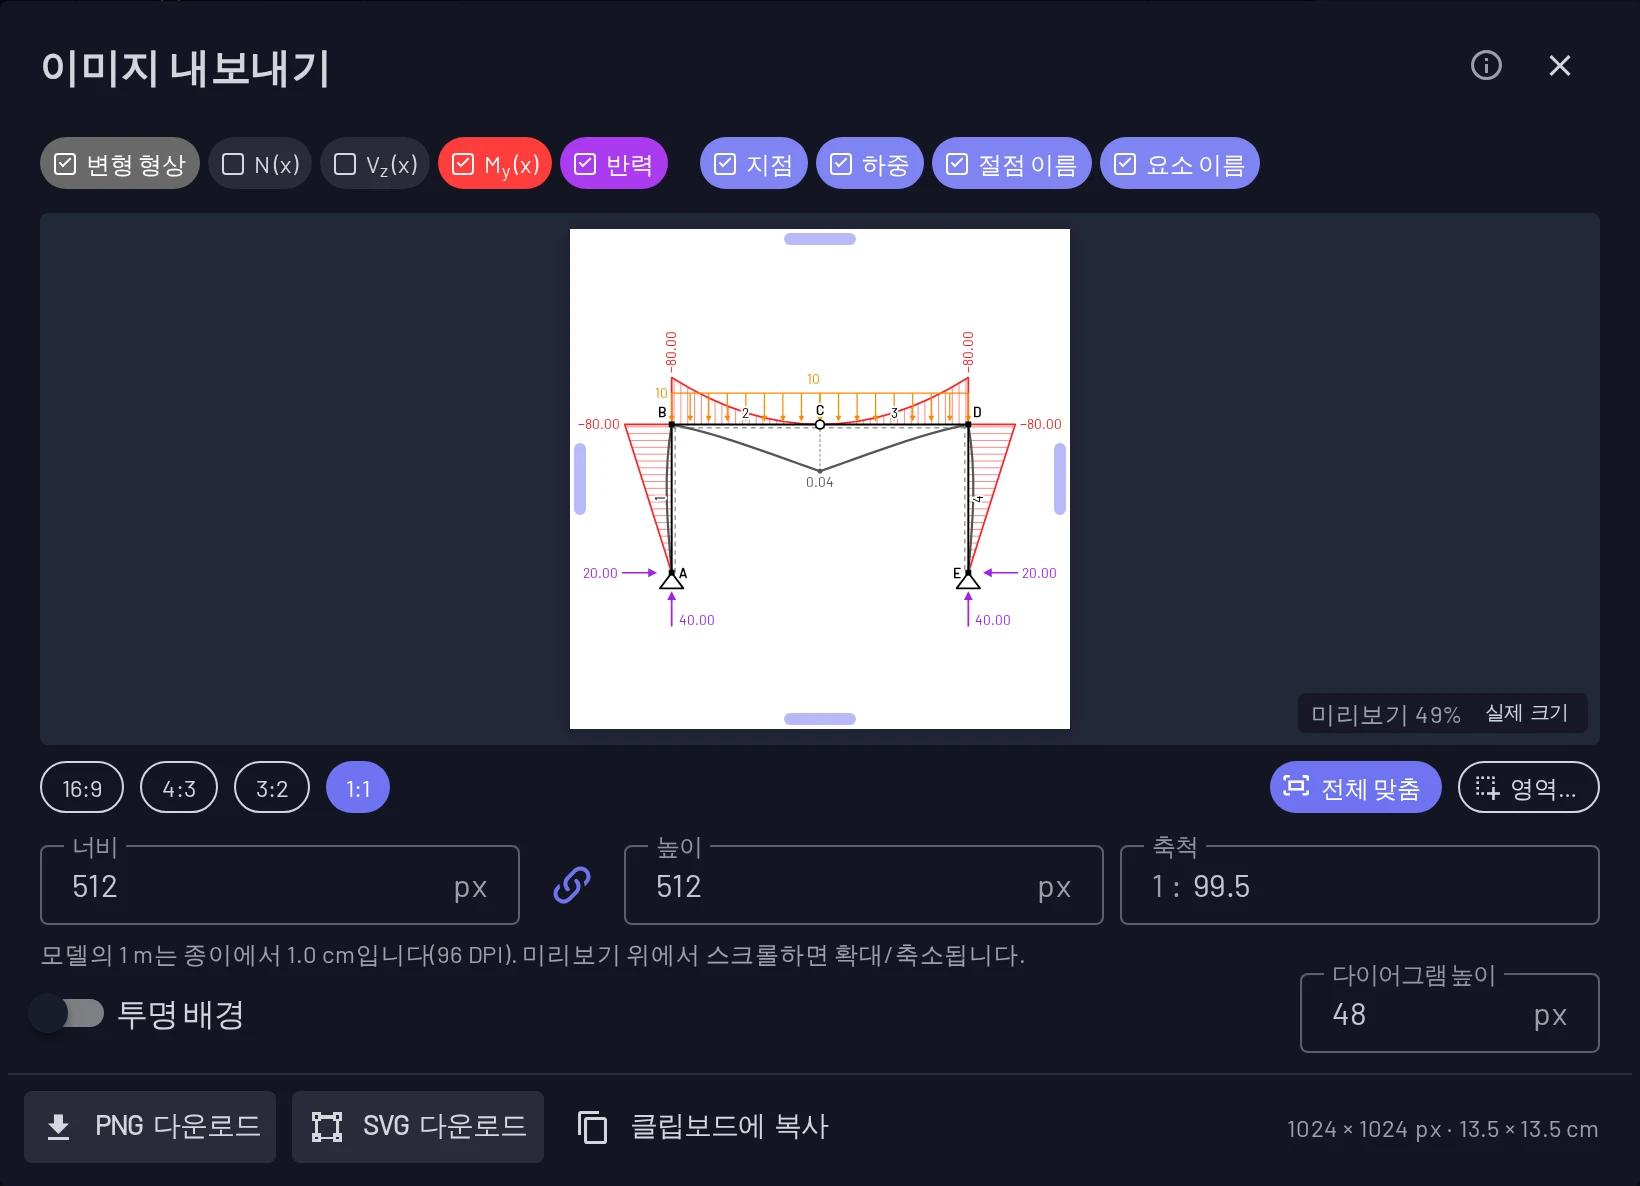 이미지 내보내기
변형 형상 N(x) Vz(x) My(x) 반력 지점 하중 절점 이름 요소 이름
-80.00 -80.00
10
10
B 2 C 3 D
-80.00 -80.00
0.04
1 4
20.00 A E 20.00
40.00 40.00
미리보기 49% 실제 크기
16:9 4:3 3:2 1:1 전체 맞춤 영역...
너비 높이 축척
512 px 512 px 1 : 99.5
모델의 1 m는 종이에서 1.0 cm입니다(96 DPI). 미리보기 위에서 스크롤하면 확대/축소됩니다.
다이어그램 높이
투명 배경 48 px
PNG 다운로드 SVG 다운로드 클립보드에 복사 1024 × 1024 px · 13.5 × 13.5 cm